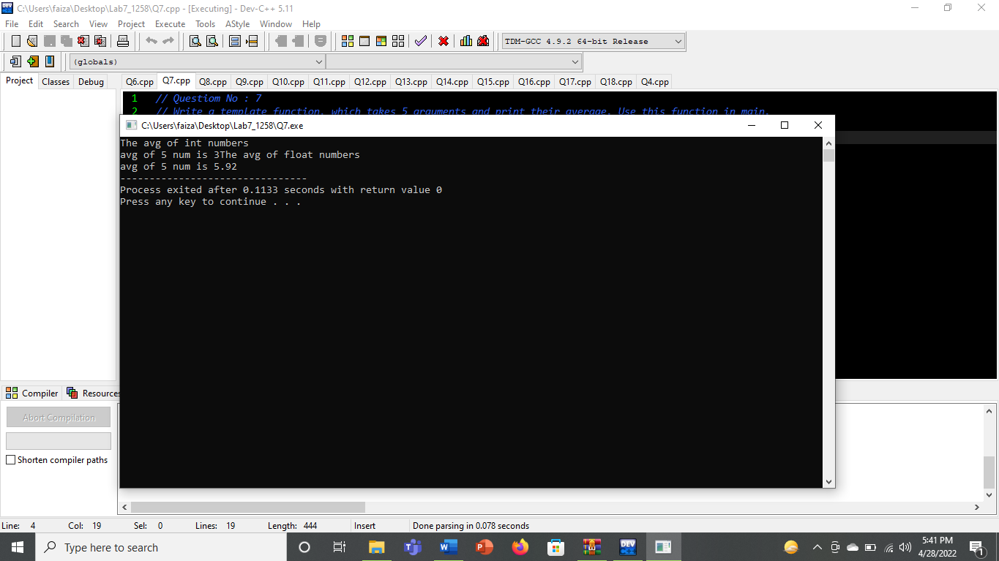 C:\Users\faiza\Desktop\Lab7_1258\Q7.cpp - [Executing] - Dev-C++ 5.11
File Edit Search View Project Execute Tools AStyle Window Help
TDM-GCC 4.9.2 64-bit Release
(globals)
Project Classes Debug
Q6.cpp Q7.cpp Q8.cpp Q9.cpp Q10.cpp Q11.cpp Q12.cpp Q13.cpp Q14.cpp Q15.cpp Q16.cpp Q17.cpp Q18.cpp Q4.cpp
1 // Questiom No : 7
2 // Write a template function, which takes 5 arguments and print their average. Use this function in main.
C:\Users\faiza\Desktop\Lab7_1258\Q7.exe
The avg of int numbers
avg of 5 num is 3The avg of float numbers
avg of 5 num is 5.92
--------------------------------
Process exited after 0.1133 seconds with return value 0
Press any key to continue . . .
Compiler Resources
Abort Compilation
Shorten compiler paths
Line: 4 Col: 19 Sel: 0 Lines: 19 Length: 444 Insert Done parsing in 0.078 seconds
Type here to search
DEV
5:41 PM
4/28/2022
1